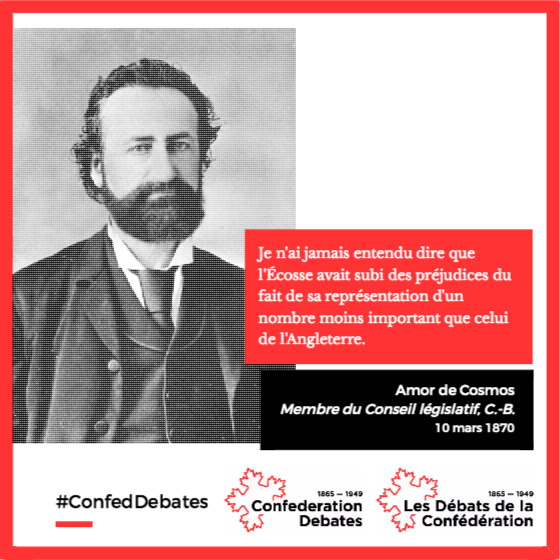 Je n'ai jamais entendu dire que
l'Écosse avait subi des préjudices du
fait de sa représentation d'un
nombre moins important que celui
de l'Angleterre.
Amor de Cosmos
Membre du Conseil législatif, C.-B.
10 mars 1870
#ConfedDebates
1865 — 1949
Confederation
Debates
1865 — 1949
Les Débats de la
Confédération